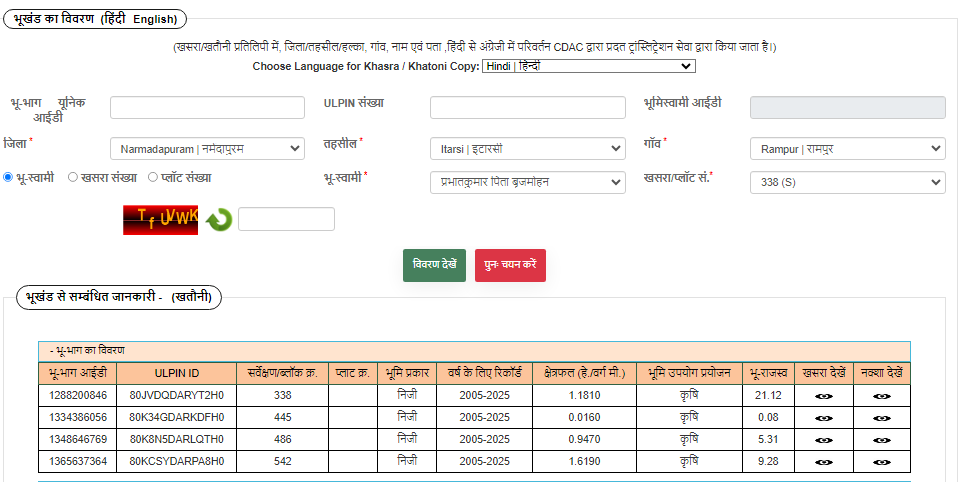 भूखंड का विवरण (हिंदी English)
(खसरा/खतौनी प्रतिलिपी में, जिला/तहसील/हल्का, गांव, नाम एवं पता ,हिंदी से अंग्रेजी में परिवर्तन CDAC द्वारा प्रदत ट्रांस्लिट्रेशन सेवा द्वारा किया जाता है।)
Choose Language for Khasra / Khatoni Copy: Hindi | हिन्दी
भू-भाग यूनिक आईडी ULPIN संख्या भूमिस्वामी आईडी
जिला * Narmadapuram | नर्मदापुरम तहसील * Itarsi | इटारसी गाँव * Rampur | रामपुर
भू-स्वामी खसरा संख्या प्लॉट संख्या भू-स्वामी * प्रभातकुमार पिता बृजमोहन खसरा/प्लॉट सं.* 338 (S)
TfUVWK
विवरण देखें पुनः चयन करें
भूखंड से सम्बंधित जानकारी - (खतौनी)
- भू-भाग का विवरण
भू-भाग आईडी ULPIN ID सर्वेक्षण/ब्लॉक क्र. प्लाट क्र. भूमि प्रकार वर्ष के लिए रिकॉर्ड क्षेत्रफल (हे./वर्ग मी.) भूमि उपयोग प्रयोजन भू-राजस्व खसरा देखें नक्शा देखें
1288200846 80JVDQDARYT2H0 338 निजी 2005-2025 1.1810 कृषि 21.12
1334386056 80K34GDARKDFH0 445 निजी 2005-2025 0.0160 कृषि 0.08
1348646769 80K8N5DARLQTH0 486 निजी 2005-2025 0.9470 कृषि 5.31
1365637364 80KCSYDARPA8H0 542 निजी 2005-2025 1.6190 कृषि 9.28